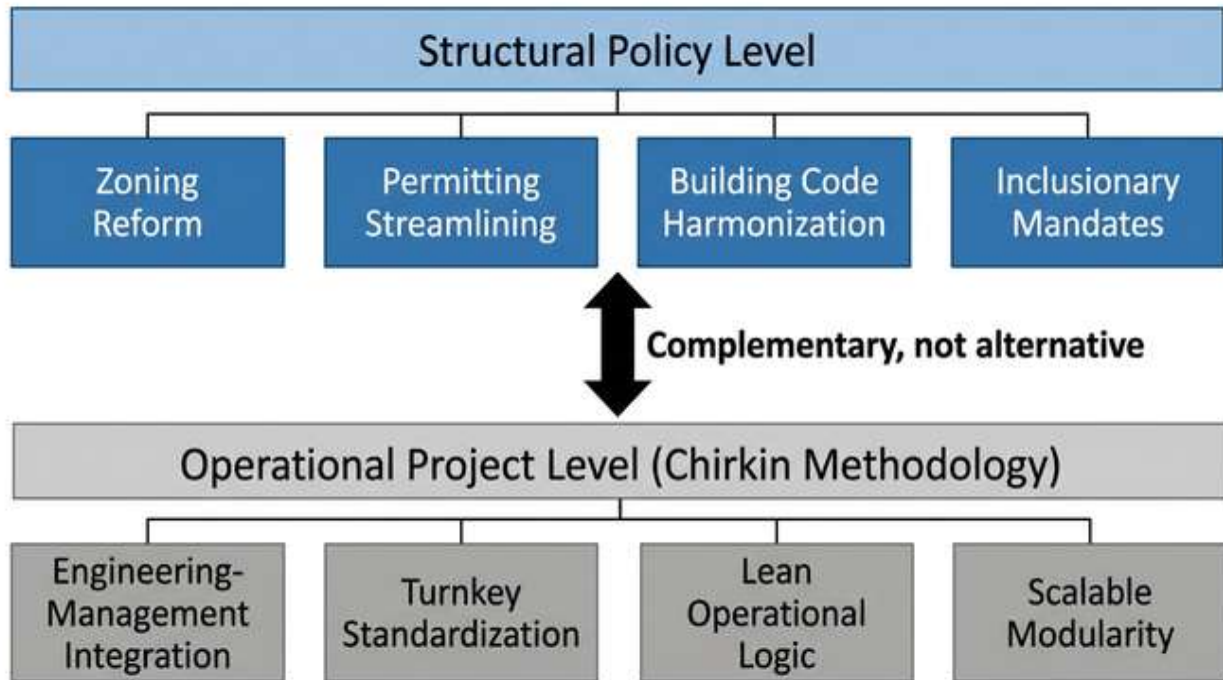 Structural Policy Level
Zoning
Reform
Permitting
Streamlining
Building Code
Harmonization
Inclusionary
Mandates
Complementary, not alternative
Operational Project Level (Chirkin Methodology)
Engineering-
Management
Integration
Turnkey
Standardization
Lean
Operational
Logic
Scalable
Modularity